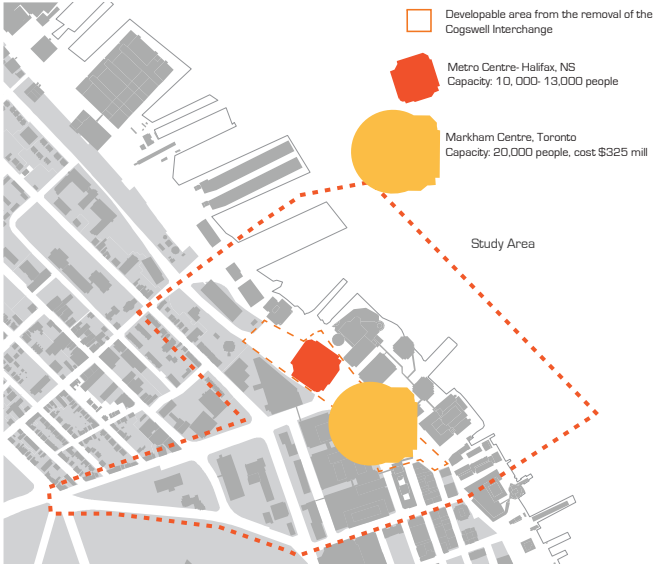 Developable area from the removal of the
Cogswell Interchange
Metro Centre- Halifax, NS
Capacity: 10, 000- 13,000 people
Markham Centre, Toronto
Capacity: 20,000 people, cost $325 mill
Study Area